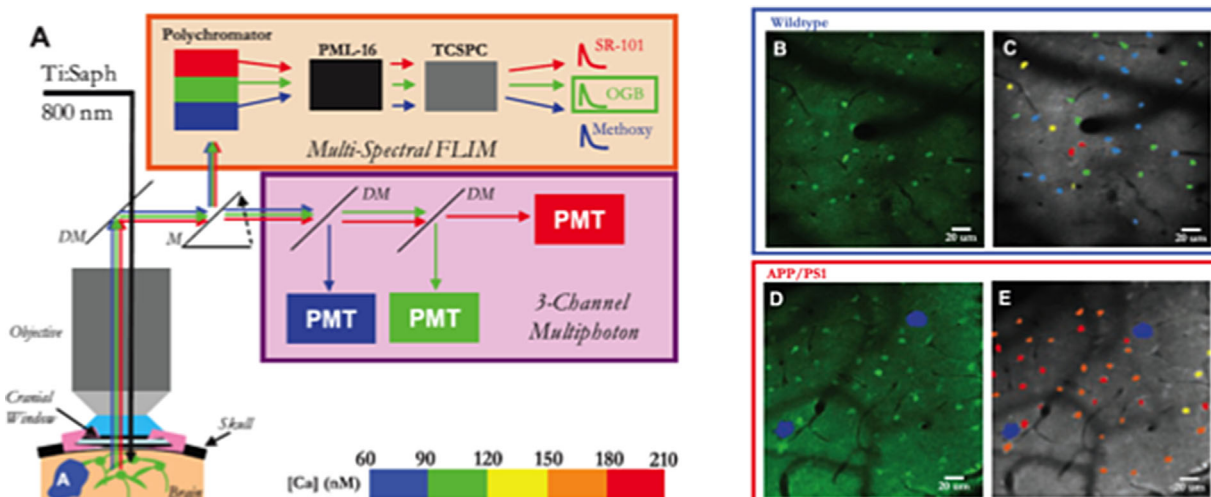 A
Ti:Saph
800 nm
Polychromator
PML-16
TCSPC
SR-101
OGB
Methoxy
Multi-Spectral FLIM
DM
M
DM
DM
PMT
PMT
PMT
3-Channel
Multiphoton
Objective
Cranial
Window
Skull
A
Brain
[Ca] (nM)
60 90 120 150 180 210
Wildtype
B
20 um
C
20 um
APP/PS1
D
20 um
E
20 um